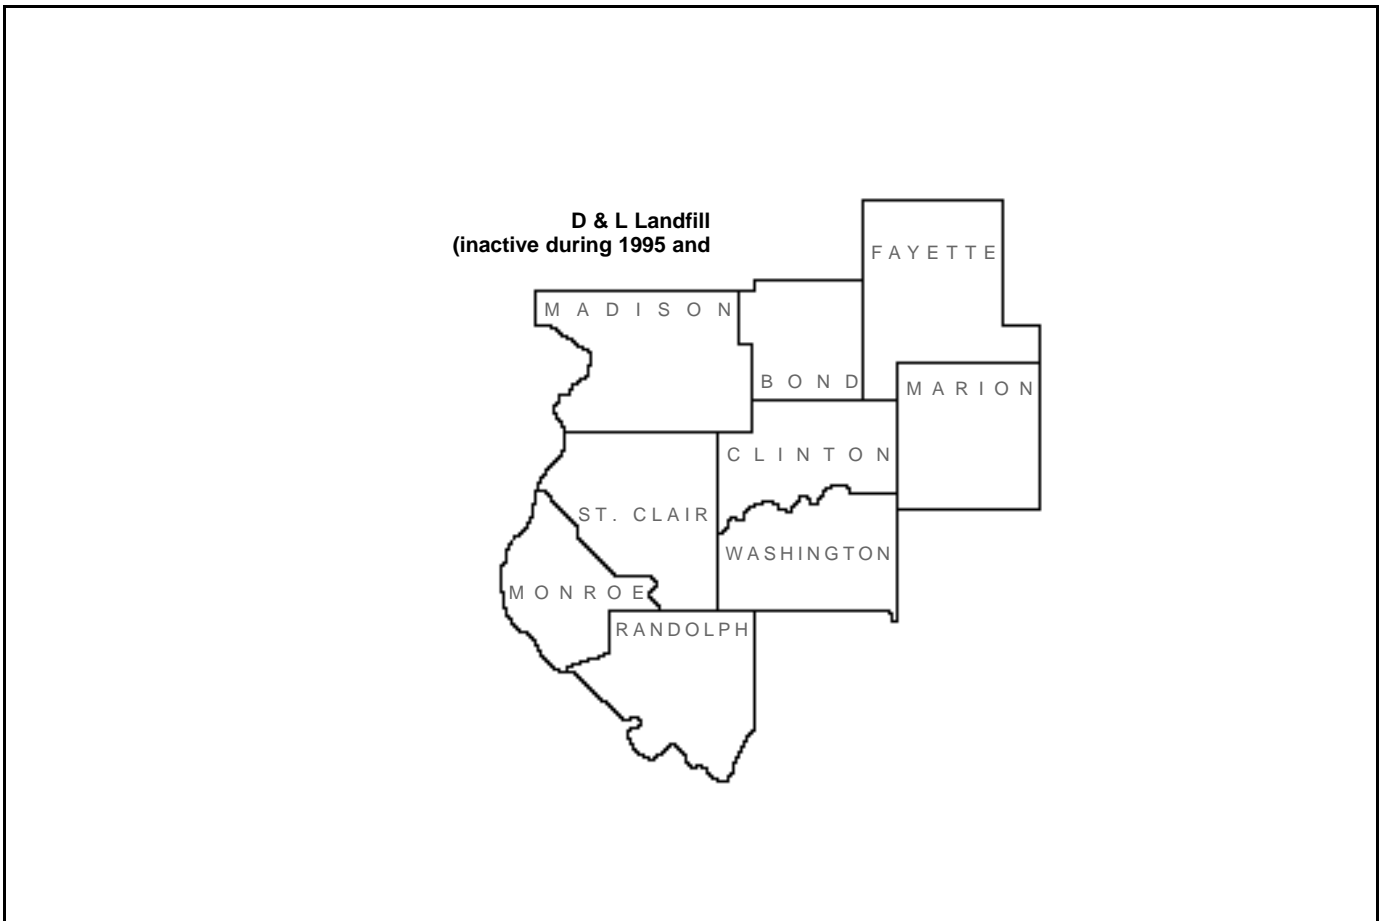 D & L Landfill
(inactive during 1995 and
FAYETTE
MADISON
BOND
MARION
CLINTON
ST. CLAIR
WASHINGTON
MONROE
RANDOLPH